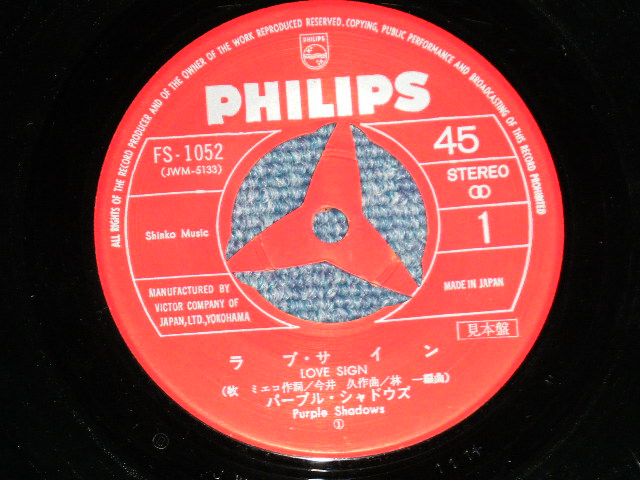 ALL RIGHTS OF THE RECORD PRODUCER AND OF THE OWNER OF THE WORK REPRODUCED RESERVED. COPYING, PUBLIC PERFORMANCE AND BROADCASTING OF THIS RECORD PROHIBITED
PHILIPS
PHILIPS
FS-1052
(JWM-5133)
45
STEREO
Shinko Music
1
MANUFACTURED BY
VICTOR COMPANY OF
JAPAN,LTD.,YOKOHAMA
MADE IN JAPAN
見本盤
ラブ・サイン
LOVE SIGN
(牧 ミエコ作詞/今井 久作曲/林 一編曲)
パープル・シャドウズ
Purple Shadows
①